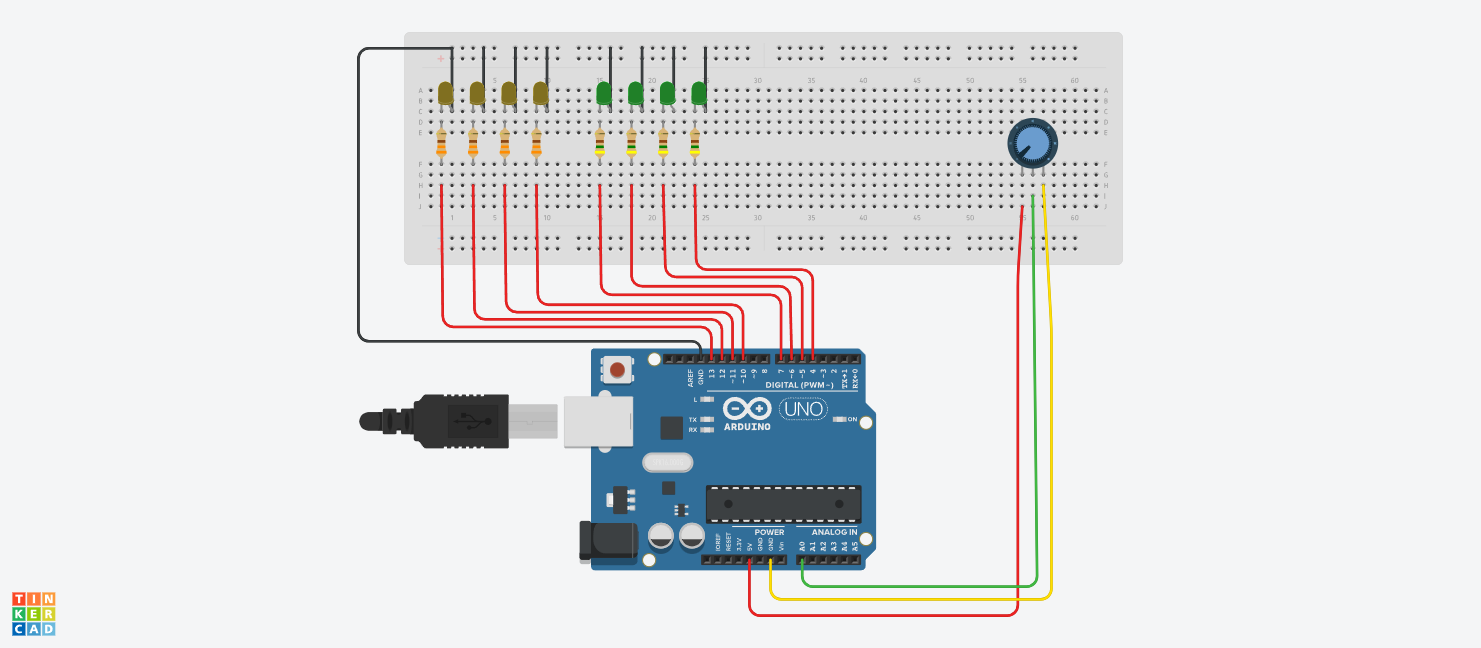 5 10 15 20 25 30 35 40 45 50 55 60
A A
B B
C C
D D
E E
F F
G G
H H
I I
J J
1 5 10 15 20 25 30 35 40 45 50 55 60
AREF
GND
13
12
~11
~10
~9
8
7
~6
~5
4
~3
2
TX→1
RX←0
DIGITAL (PWM~)
L
TX
RX
UNO
ON
ARDUINO
POWER
ANALOG IN
IOREF
RESET
3.3V
5V
GND
GND
Vin
A0
A1
A2
A3
A4
A5
TIN
KER
CAD